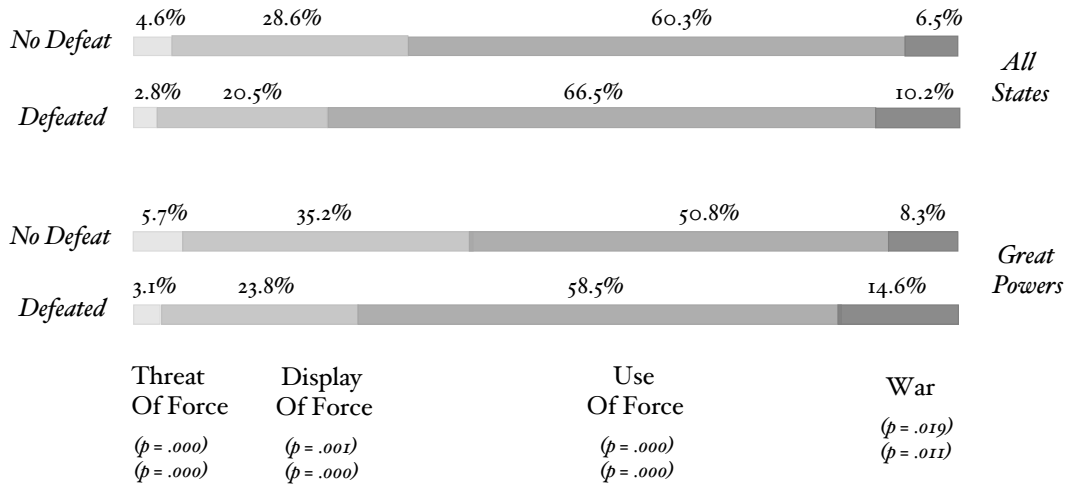 4.6% 28.6% 60.3% 6.5%
No Defeat
All
States
2.8% 20.5% 66.5% 10.2%
Defeated
5.7% 35.2% 50.8% 8.3%
No Defeat
Great
Powers
3.1% 23.8% 58.5% 14.6%
Defeated
Threat
Of Force
(p = .000)
(p = .000)
Display
Of Force
(p = .001)
(p = .000)
Use
Of Force
(p = .000)
(p = .000)
War
(p = .019)
(p = .011)